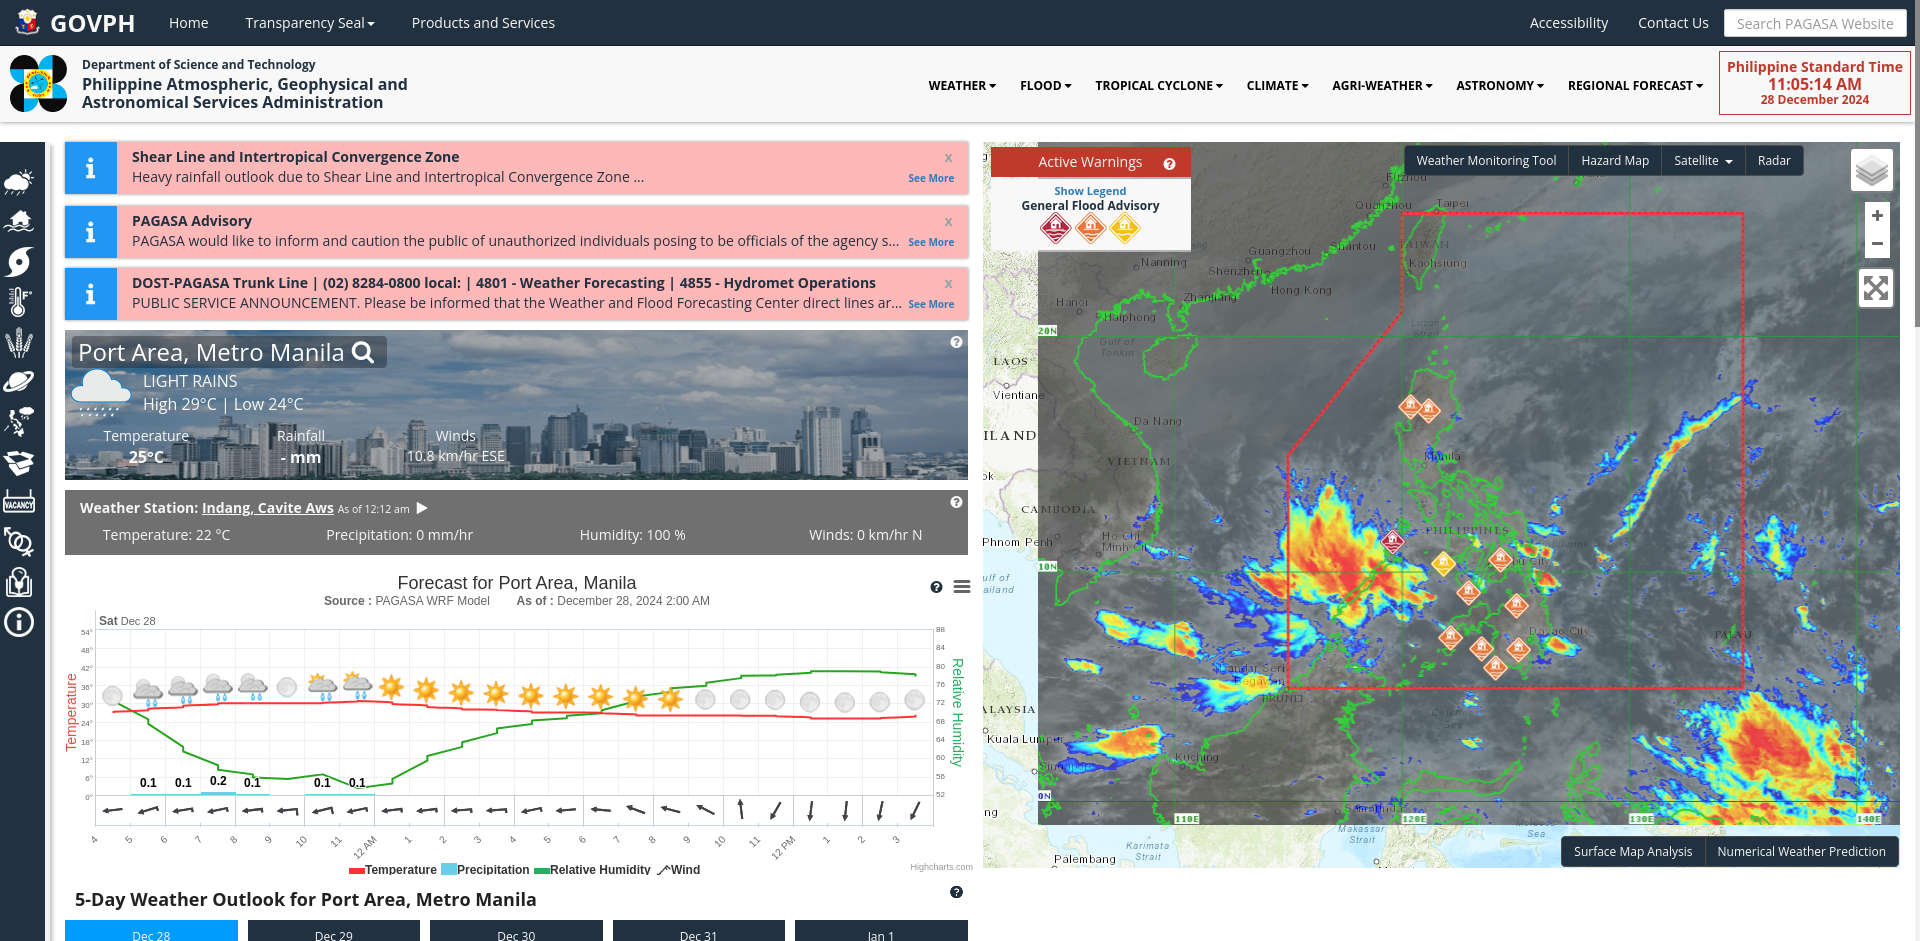 GOVPH
Home
Transparency Seal
Products and Services
Accessibility
Contact Us
Search PAGASA Website
Department of Science and Technology
Philippine Atmospheric, Geophysical and
Astronomical Services Administration
WEATHER
FLOOD
TROPICAL CYCLONE
CLIMATE
AGRI-WEATHER
ASTRONOMY
REGIONAL FORECAST
Philippine Standard Time
11:05:14 AM
28 December 2024
Shear Line and Intertropical Convergence Zone
x
Heavy rainfall outlook due to Shear Line and Intertropical Convergence Zone ...
See More
PAGASA Advisory
x
PAGASA would like to inform and caution the public of unauthorized individuals posing to be officials of the agency s...
See More
DOST-PAGASA Trunk Line | (02) 8284-0800 local: | 4801 - Weather Forecasting | 4855 - Hydromet Operations
x
PUBLIC SERVICE ANNOUNCEMENT. Please be informed that the Weather and Flood Forecasting Center direct lines ar...
See More
VACANCY
Port Area, Metro Manila
LIGHT RAINS
High 29°C | Low 24°C
Temperature
Rainfall
Winds
25°C
- mm
10.8 km/hr ESE
Weather Station: Indang, Cavite Aws As of 12:12 am
Temperature: 22 °C
Precipitation: 0 mm/hr
Humidity: 100 %
Winds: 0 km/hr N
Forecast for Port Area, Manila
Source : PAGASA WRF Model
As of : December 28, 2024 2:00 AM
Sat Dec 28
54°
48°
42°
36°
30°
24°
18°
12°
6°
0°
Temperature
88
84
80
76
72
68
64
60
56
52
Relative Humidity
0.1
0.1
0.2
0.1
0.1
0.1
4
5
6
7
8
9
10
11
12 AM
1
2
3
4
5
6
7
8
9
10
11
12 PM
1
2
3
Temperature
Precipitation
Relative Humidity
Wind
Highcharts.com
5-Day Weather Outlook for Port Area, Metro Manila
Dec 28
Dec 29
Dec 30
Dec 31
Jan 1
Active Warnings
Show Legend
General Flood Advisory
Weather Monitoring Tool
Hazard Map
Satellite
Radar
+
−
Fuzhou
Quanzhou
Taipei
TAIWAN
Kaohsiung
Guangzhou
Shantou
Nanning
Shenzhen
Hong Kong
Hanoi
Zhanjiang
Haiphong
Gulf of
Tonkin
Luzon
Strait
20N
LAOS
Vientiane
Da Nang
ILAND
VIETNAM
Manila
ok
CAMBODIA
PHILIPPINES
Phnom Penh
Ho Chi
Minh City
bu City
10N
ulf of
ailand
Davao City
PALAU
Bandar Seri
Begawan
BRUNEI
ALAYSIA
Celebes
Sea
Kuala Lumpur
Kuching
Singapore
0N
ng
Samarinda
110E
120E
130E
140E
Makassar
Strait
Molucca
Sea
Karimata
Strait
Palembang
Surface Map Analysis
Numerical Weather Prediction